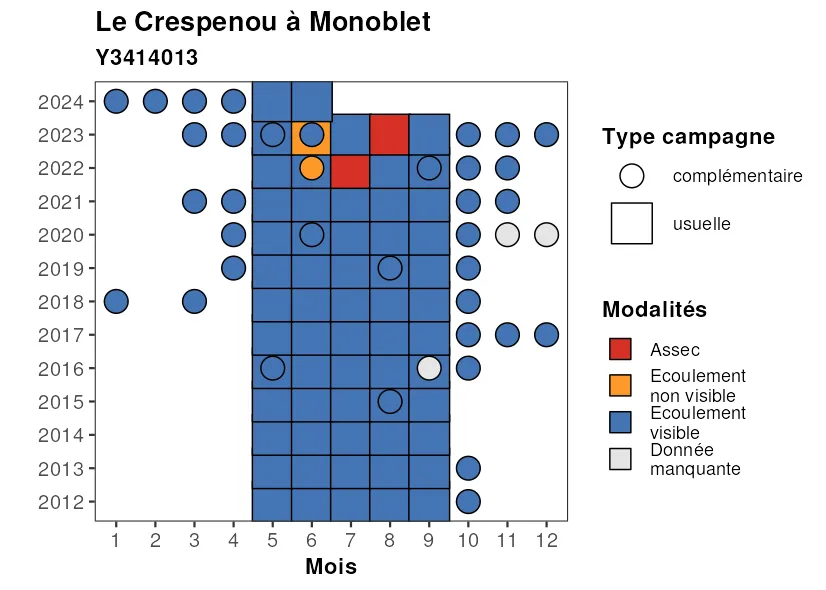 Le Crespenou à Monoblet
Y3414013
2024
2023
2022
2021
2020
2019
2018
2017
2016
2015
2014
2013
2012
1 2 3 4 5 6 7 8 9 10 11 12
Mois
Type campagne
complémentaire
usuelle
Modalités
Assec
Ecoulement
non visible
Ecoulement
visible
Donnée
manquante